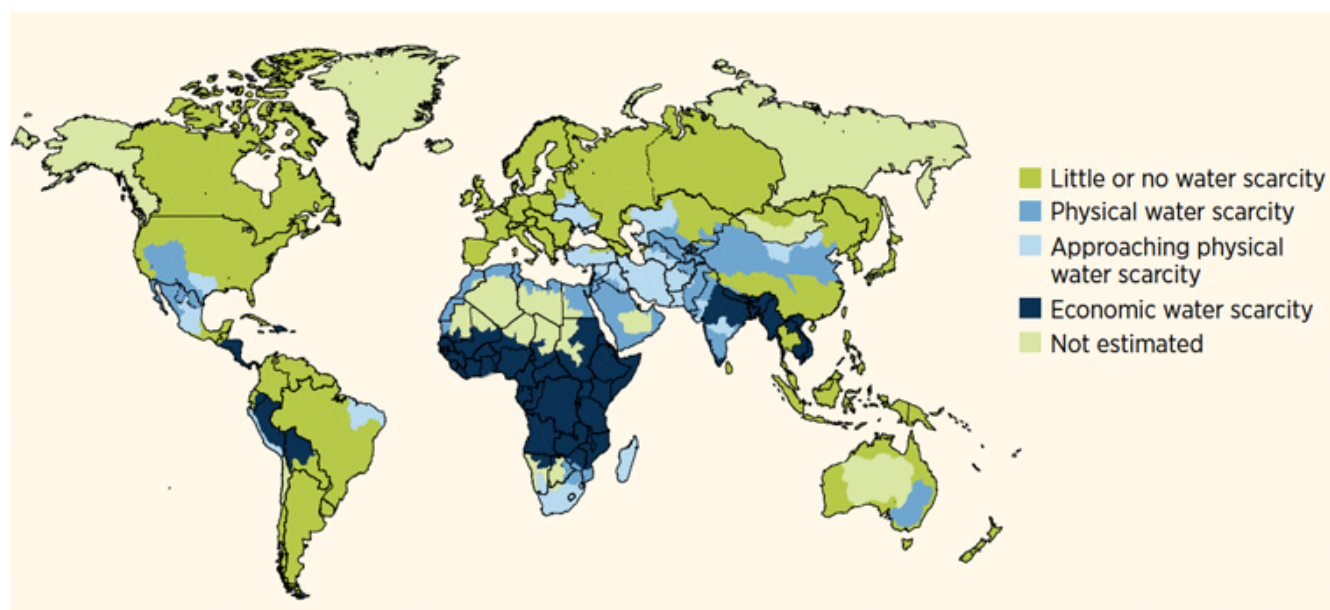 Little or no water scarcity
Physical water scarcity
Approaching physical
water scarcity
Economic water scarcity
Not estimated